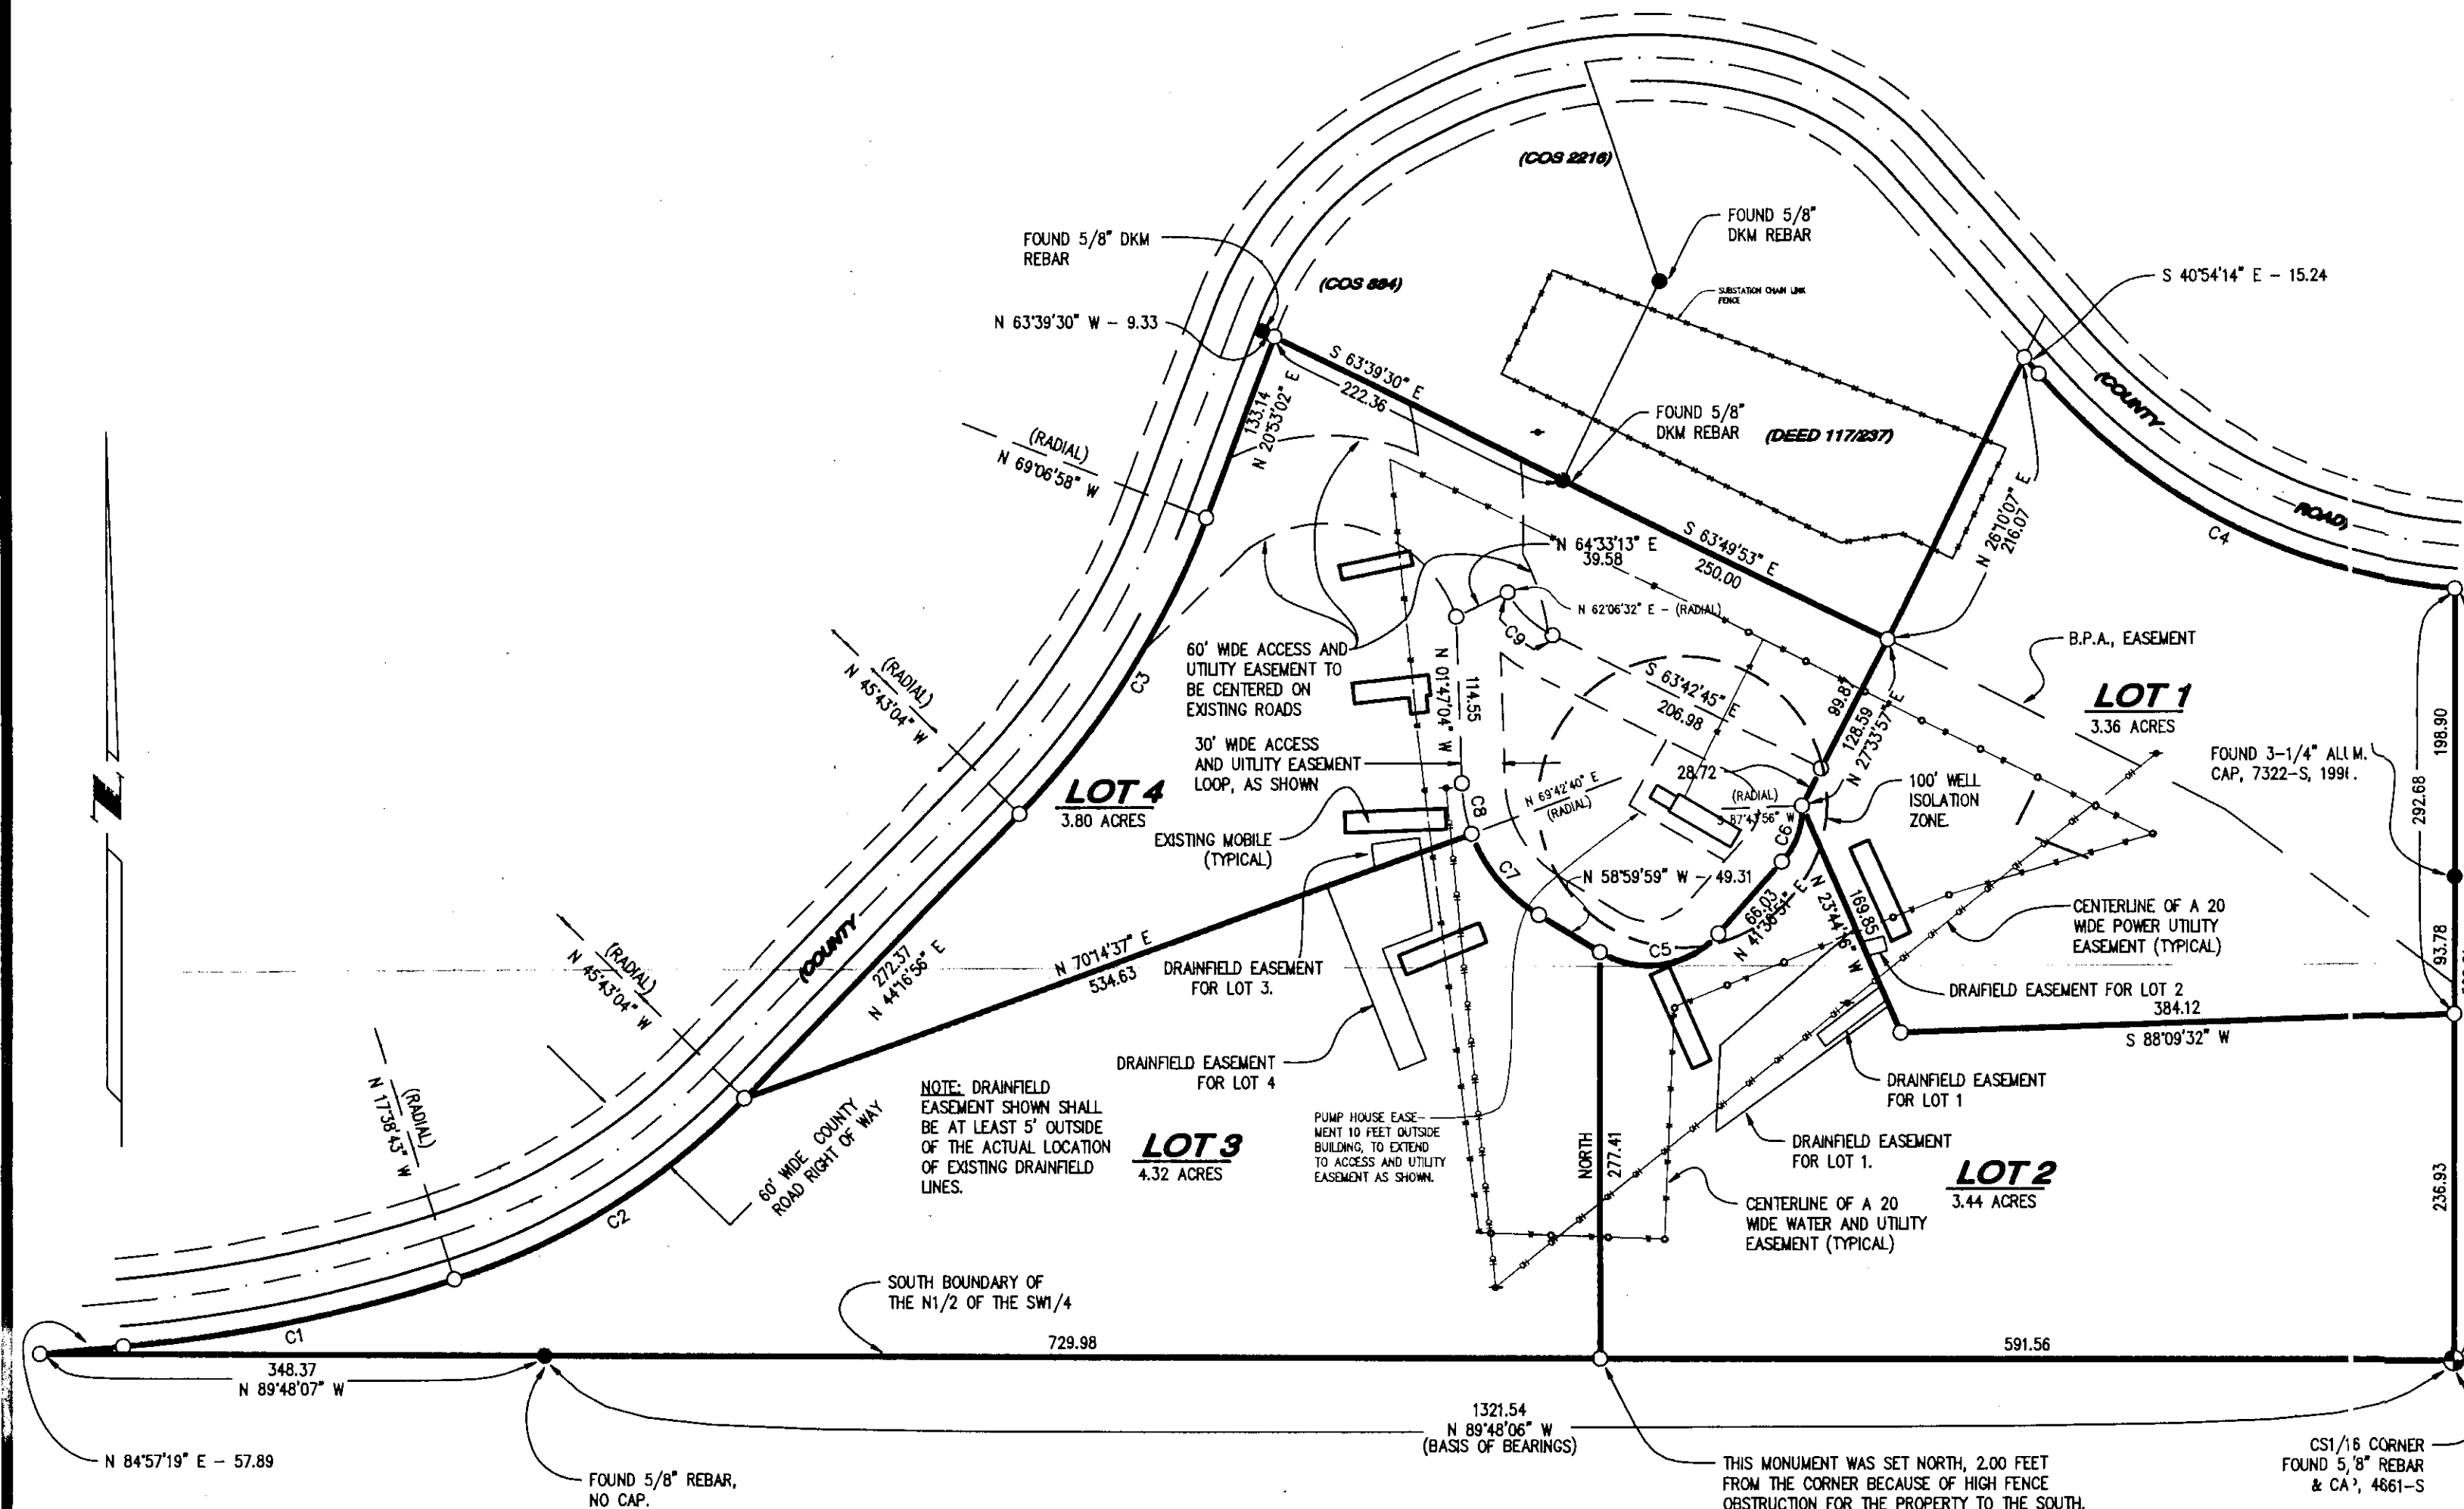 (COS 2216)
FOUND 5/8" DKM
REBAR
FOUND 5/8"
DKM REBAR
(COS 884)
SUBSTATION CHAIN LINK
FENCE
S 40°54'14" E - 15.24
N 63°39'30" W - 9.33
S 63°39'30" E
222.36
133.14
N 20°53'02" E
FOUND 5/8"
DKM REBAR
(DEED 117/237)
(COUNTY
ROAD)
C4
(RADIAL)
N 69°06'58" W
N 26°10'07" E
216.07
N 64°33'13" E
39.58
S 63°49'53" E
250.00
N 62°06'32" E - (RADIAL)
C9
B.P.A., EASEMENT
60' WIDE ACCESS AND
UTILITY EASEMENT TO
BE CENTERED ON
EXISTING ROADS
(RADIAL)
N 45°43'04" W
C3
N 01°47'04" W
114.55
S 63°42'45" E
206.98
99.87
128.59
N 27°33'57" E
LOT 1
3.36 ACRES
198.90
292.68
FOUND 3-1/4" ALUM.
CAP, 7322-S, 199
30' WIDE ACCESS
AND UITLITY EASEMENT
LOOP, AS SHOWN
LOT 4
3.80 ACRES
C8
N 69°42'40" E
(RADIAL)
28.72
(RADIAL)
56" W
100' WELL
ISOLATION
ZONE
EXISTING MOBILE
(TYPICAL)
C6
C7
N 58°59'59" W - 49.31
66.03
N 41°38'51" E
169.85
N 23°44'16" W
CENTERLINE OF A 20
WIDE POWER UTILITY
EASEMENT (TYPICAL)
93.78
(COUNTY
(RADIAL)
N 45°43'04" W
272.37
N 44°16'56" E
N 70°14'37" E
534.63
DRAINFIELD EASEMENT
FOR LOT 3.
C5
DRAIFIELD EASEMENT FOR LOT 2
384.12
S 88°09'32" W
DRAINFIELD EASEMENT
FOR LOT 4
DRAINFIELD EASEMENT
FOR LOT 1
(RADIAL)
N 17°38'43" W
NOTE: DRAINFIELD
EASEMENT SHOWN SHALL
BE AT LEAST 5' OUTSIDE
OF THE ACTUAL LOCATION
OF EXISTING DRAINFIELD
LINES.
60' WIDE COUNTY
ROAD RIGHT OF WAY
LOT 3
4.32 ACRES
PUMP HOUSE EASE-
MENT 10 FEET OUTSIDE
BUILDING, TO EXTEND
TO ACCESS AND UTILITY
EASEMENT AS SHOWN.
NORTH
277.41
DRAINFIELD EASEMENT
FOR LOT 1.
LOT 2
3.44 ACRES
236.93
CENTERLINE OF A 20
WIDE WATER AND UTILITY
EASEMENT (TYPICAL)
C2
SOUTH BOUNDARY OF
THE N1/2 OF THE SW1/4
C1
348.37
N 89°48'07" W
729.98
591.56
1321.54
N 89°48'06" W
(BASIS OF BEARINGS)
N 84°57'19" E - 57.89
FOUND 5/8" REBAR,
NO CAP.
THIS MONUMENT WAS SET NORTH, 2.00 FEET
FROM THE CORNER BECAUSE OF HIGH FENCE
OBSTRUCTION FOR THE PROPERTY TO THE SOUTH.
CS1/16 CORNER
FOUND 5/8" REBAR
& CAP, 4661-S
N